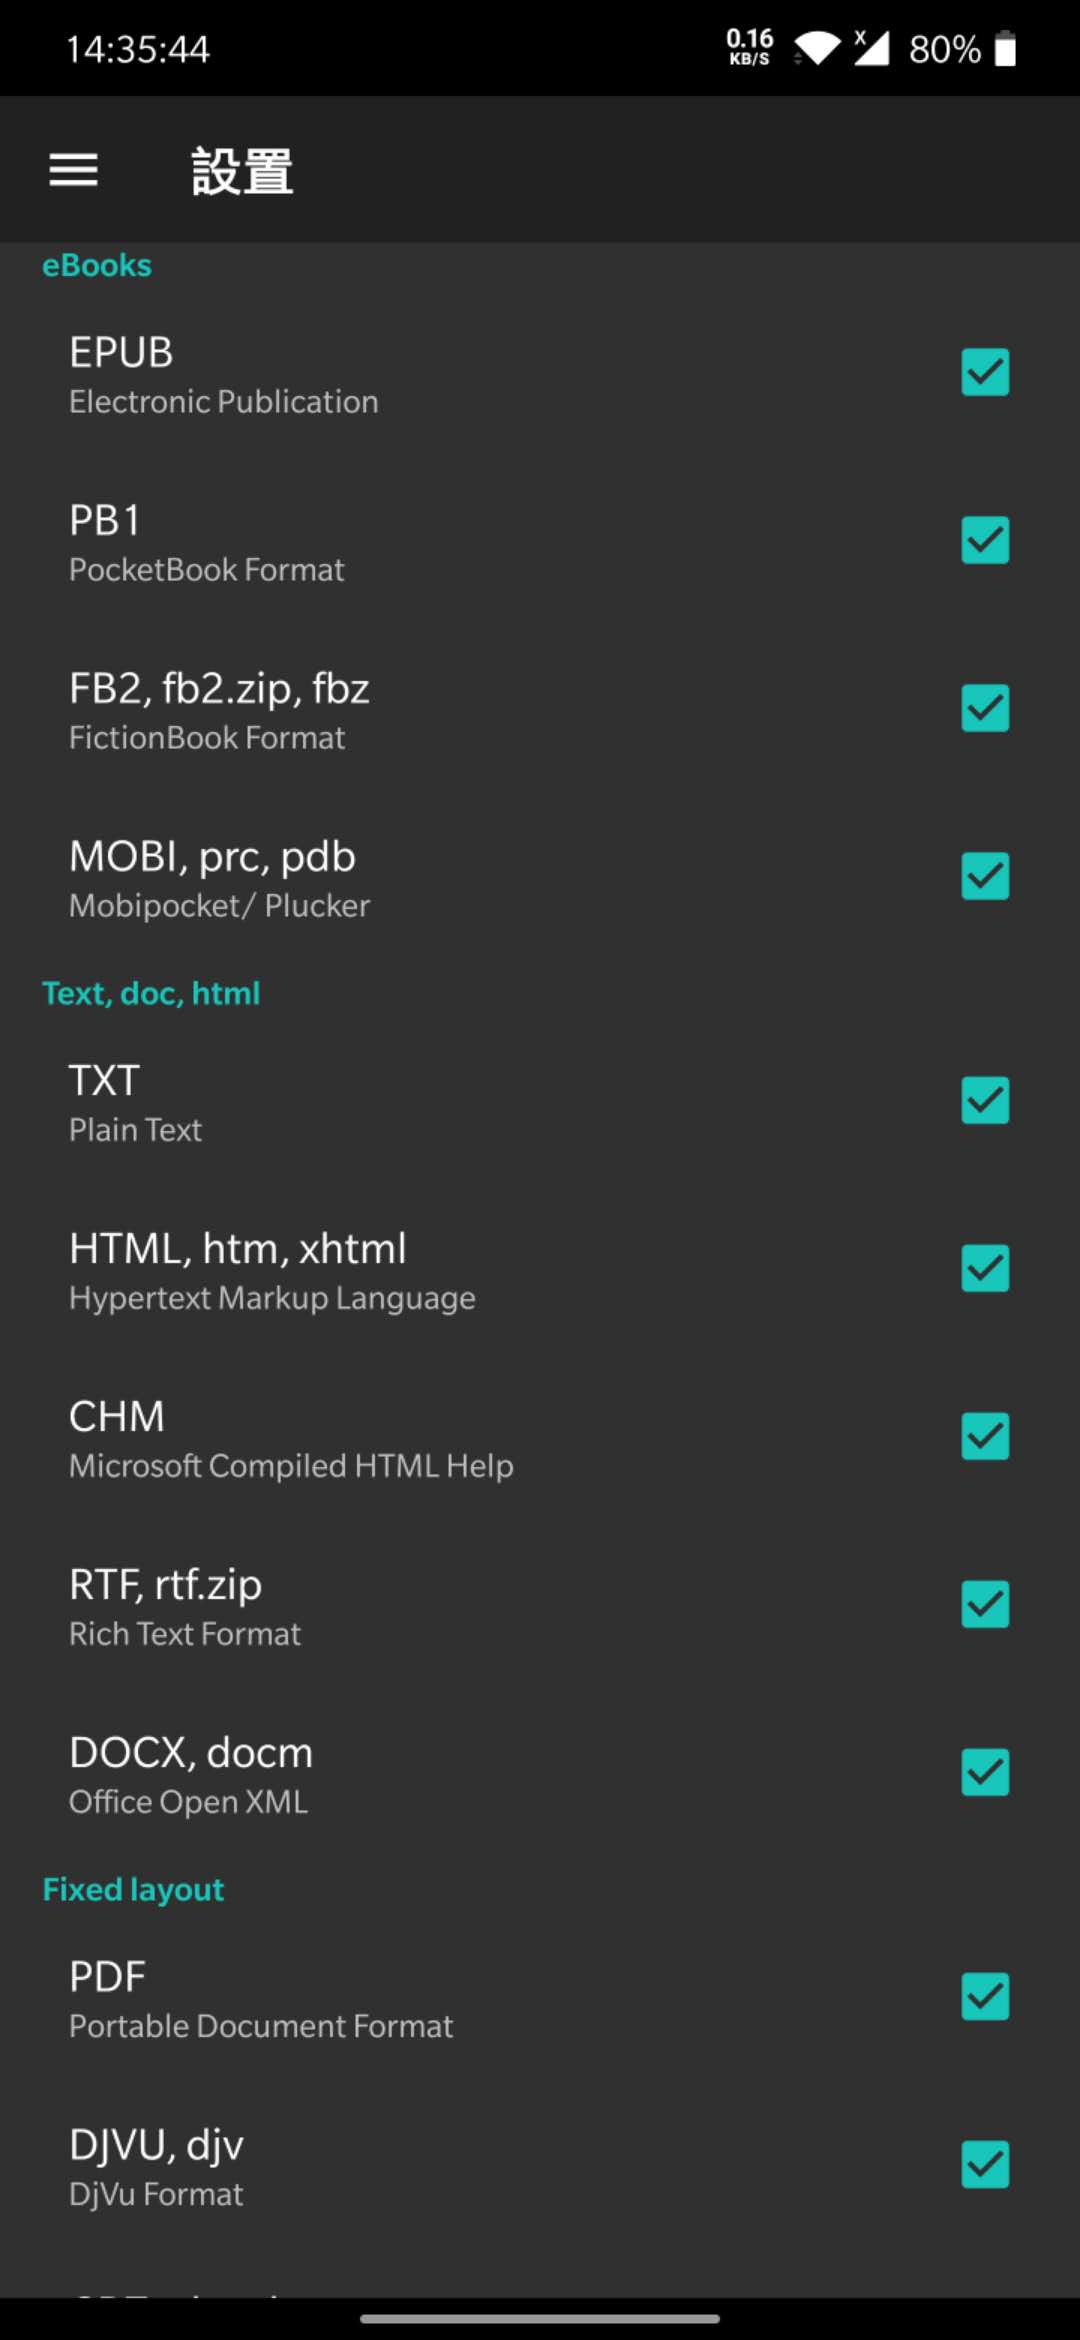 14:35:44
0.16
KB/S
X
80%
設置
eBooks
EPUB
Electronic Publication
PB1
PocketBook Format
FB2, fb2.zip, fbz
FictionBook Format
MOBI, prc, pdb
Mobipocket/ Plucker
Text, doc, html
TXT
Plain Text
HTML, htm, xhtml
Hypertext Markup Language
CHM
Microsoft Compiled HTML Help
RTF, rtf.zip
Rich Text Format
DOCX, docm
Office Open XML
Fixed layout
PDF
Portable Document Format
DJVU, djv
DjVu Format